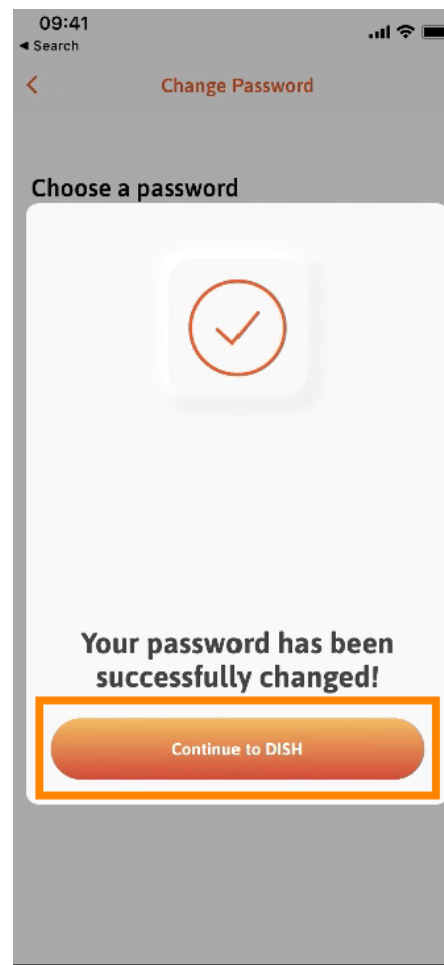 09:41
◀ Search
Change Password
Choose a password
Your password has been
successfully changed!
Continue to DISH